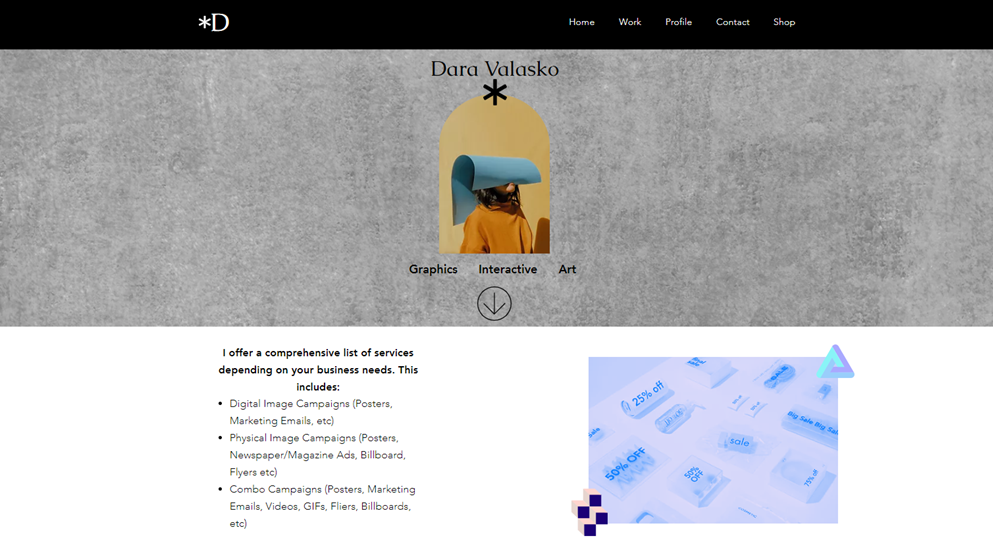 *D
Home Work Profile Contact Shop
Dara Valasko
*
Graphics Interactive Art
I offer a comprehensive list of services
depending on your business needs. This
includes:
• Digital Image Campaigns (Posters,
Marketing Emails, etc)
• Physical Image Campaigns (Posters,
Newspaper/Magazine Ads, Billboard,
Flyers etc)
• Combo Campaigns (Posters, Marketing
Emails, Videos, GIFs, Fliers, Billboards,
etc)
25% off
Big Sale Big Sal
sale
50% OFF
50%
OFF
75% off